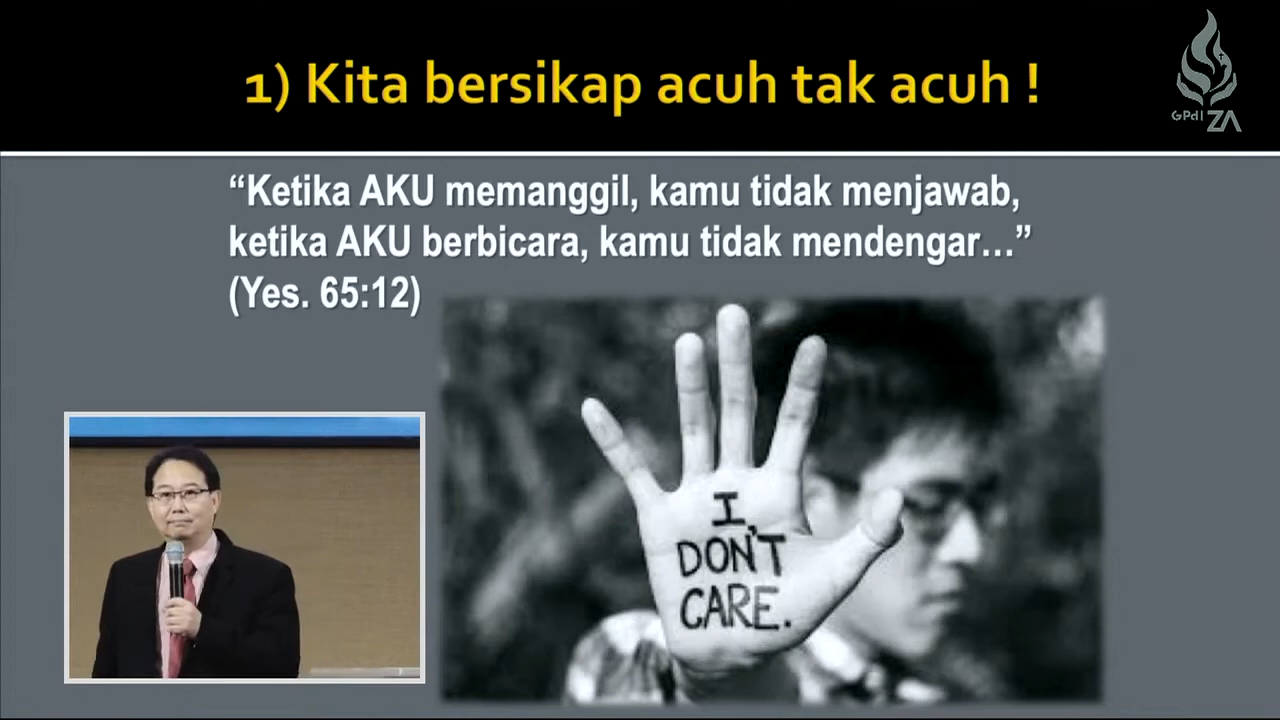 1) Kita bersikap acuh tak acuh !
GPdI ZA
“Ketika AKU memanggil, kamu tidak menjawab,
ketika AKU berbicara, kamu tidak mendengar…”
(Yes. 65:12)
I
DON'T
CARE.